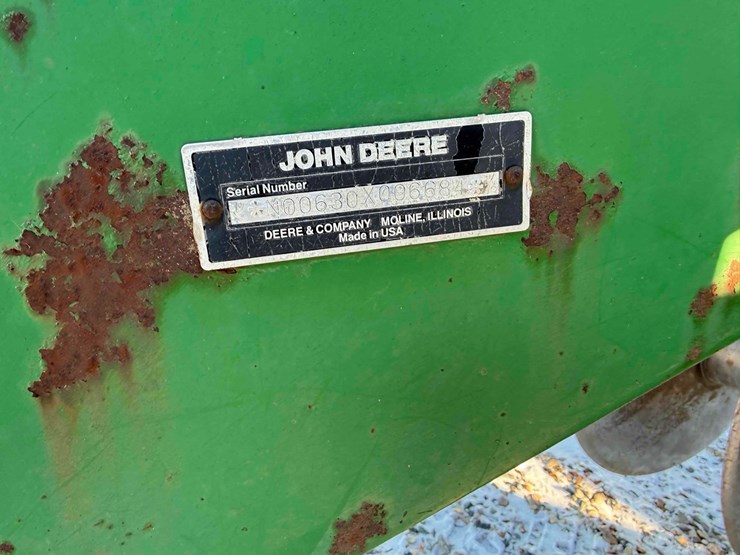 JOHN DEERE
Serial Number
N00630X006684
DEERE & COMPANY MOLINE, ILLINOIS
Made in USA